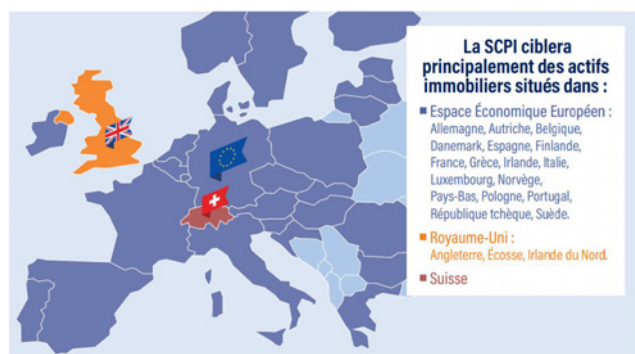 La SCPI ciblera
principalement des actifs
immobiliers situés dans :
Espace Économique Européen :
Allemagne, Autriche, Belgique,
Danemark, Espagne, Finlande,
France, Grèce, Irlande, Italie,
Luxembourg, Norvège,
Pays-Bas, Pologne, Portugal,
République tchèque, Suède.
Royaume-Uni :
Angleterre, Écosse, Irlande du Nord.
Suisse